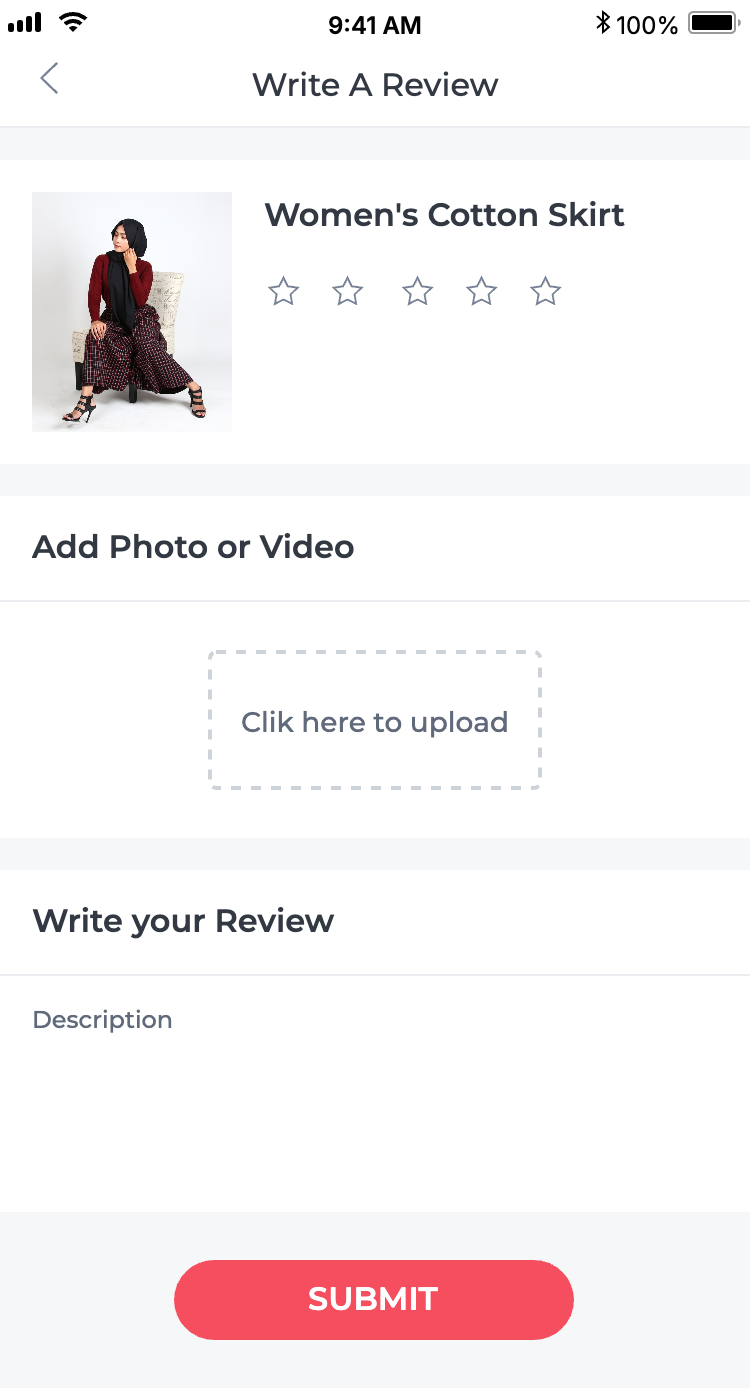 9:41 AM
100%
Write A Review
Women's Cotton Skirt
Add Photo or Video
Clik here to upload
Write your Review
Description
SUBMIT